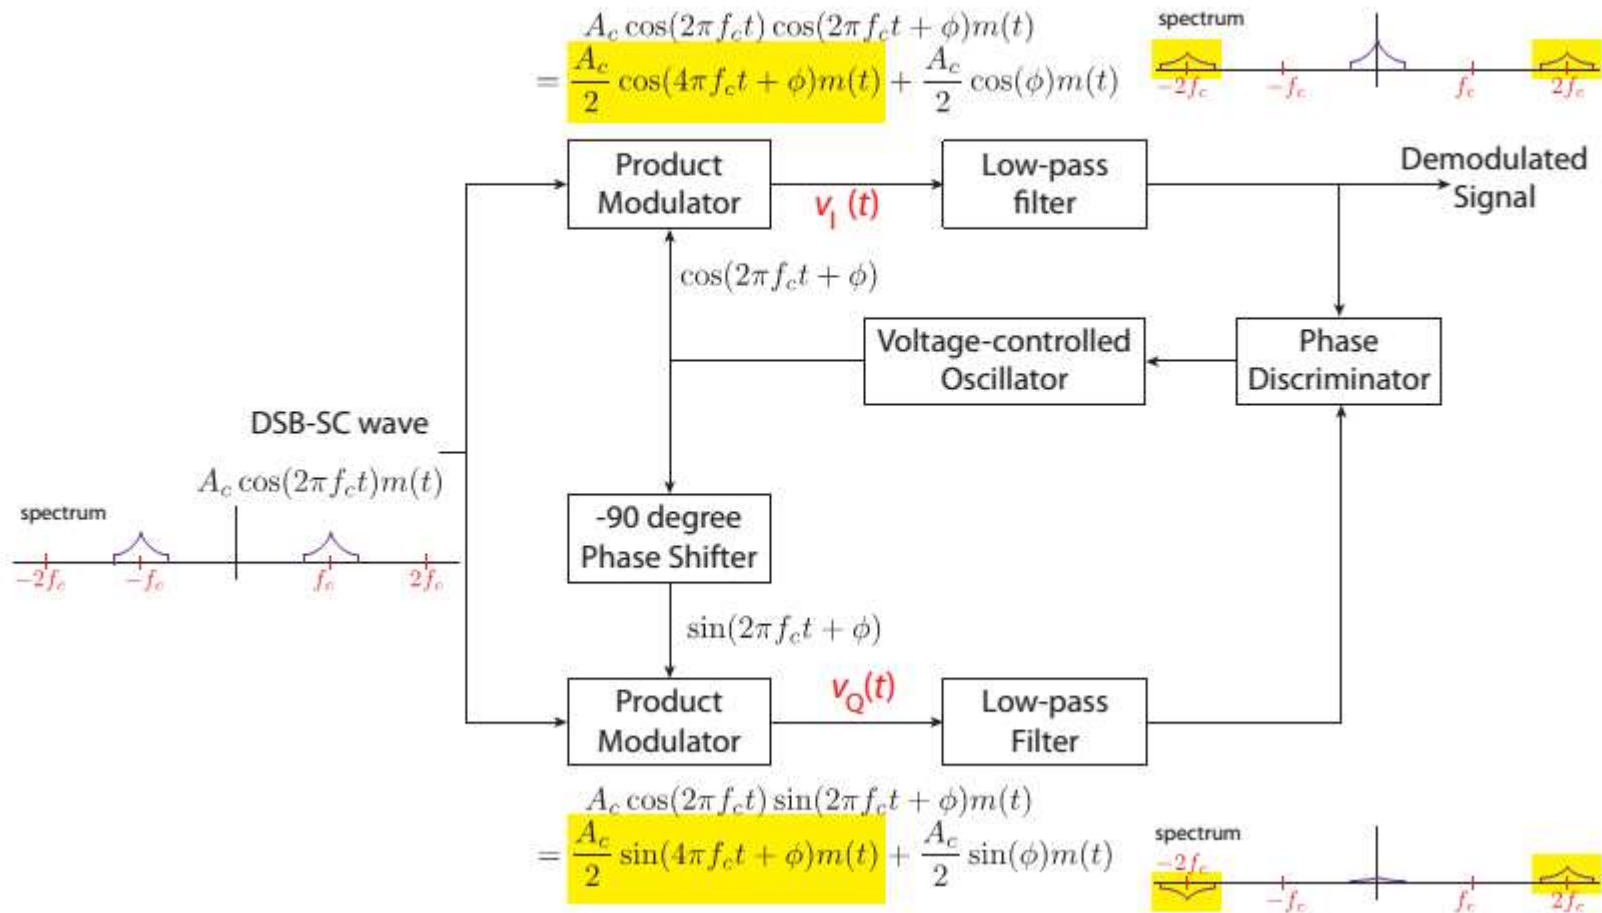 A_c cos(2πf_ct) cos(2πf_ct + ϕ)m(t)
= A_c/2 cos(4πf_ct + ϕ)m(t) + A_c/2 cos(ϕ)m(t)
spectrum
−2f_c −f_c f_c 2f_c
Product
Modulator
v_I (t)
Low-pass
filter
Demodulated
Signal
cos(2πf_ct + ϕ)
Voltage-controlled
Oscillator
Phase
Discriminator
DSB-SC wave
A_c cos(2πf_ct)m(t)
spectrum
−2f_c −f_c f_c 2f_c
-90 degree
Phase Shifter
sin(2πf_ct + ϕ)
Product
Modulator
v_Q(t)
Low-pass
Filter
A_c cos(2πf_ct) sin(2πf_ct + ϕ)m(t)
= A_c/2 sin(4πf_ct + ϕ)m(t) + A_c/2 sin(ϕ)m(t)
spectrum
−2f_c −f_c f_c 2f_c